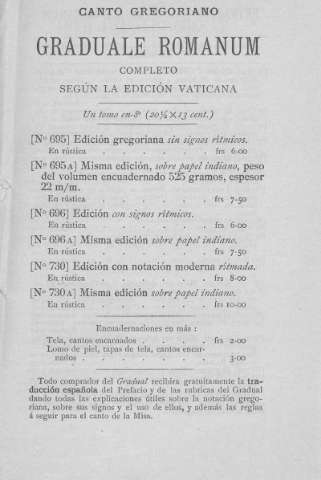 CANTO GREGORIANO
GRADUALE ROMANUM
COMPLETO
SEGÚN LA EDICIÓN VATICANA
Un tomo en-8º (20½ × 13 cent.)
[Nº 695] Edición gregoriana sin signos rítmicos.
En rústica . . . . . . frs 6-00
[Nº 695A] Misma edición, sobre papel indiano, peso
del volumen encuadernado 525 gramos, espesor
22 m/m.
En rústica . . . . . . frs 7-50
[Nº 696] Edición con signos rítmicos.
En rústica . . . . . . frs 6-00
[Nº 696A] Misma edición sobre papel indiano.
En rústica . . . . . . frs 7-50
[Nº 730] Edición con notación moderna ritmada.
En rústica . . . . . . frs 8-00
[Nº 730A] Misma edición sobre papel indiano.
En rústica . . . . . . frs 10-00
Encuadernaciones en más :
Tela, cantos encarnados . . . . frs 2-00
Lomo de piel, tapas de tela, cantos encar-
nados . . . . . . . 3-00
Todo comprador del Gradual recibira gratuitamente la tra-
ducción española del Prefacio y de las rubricas del Gradual
dando todas las explicaciones útiles sobre la notación grego-
riana, sobre sus signos y el uso de ellos, y además las reglas
á seguir para el canto de la Misa.